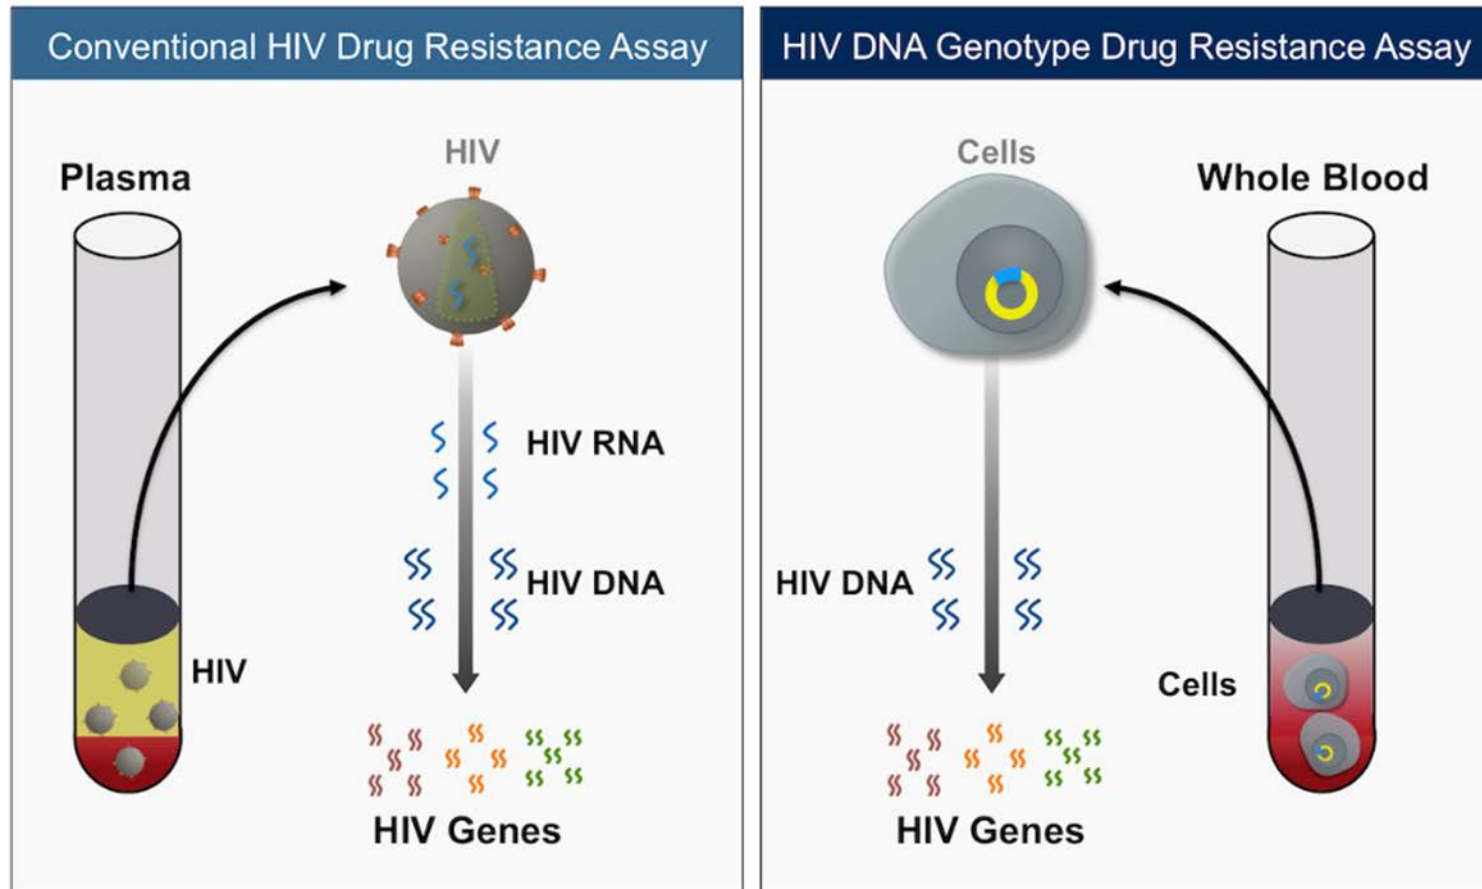 Conventional HIV Drug Resistance Assay
Plasma
HIV
HIV RNA
HIV DNA
HIV
HIV Genes
HIV DNA Genotype Drug Resistance Assay
Cells
Whole Blood
HIV DNA
Cells
HIV Genes